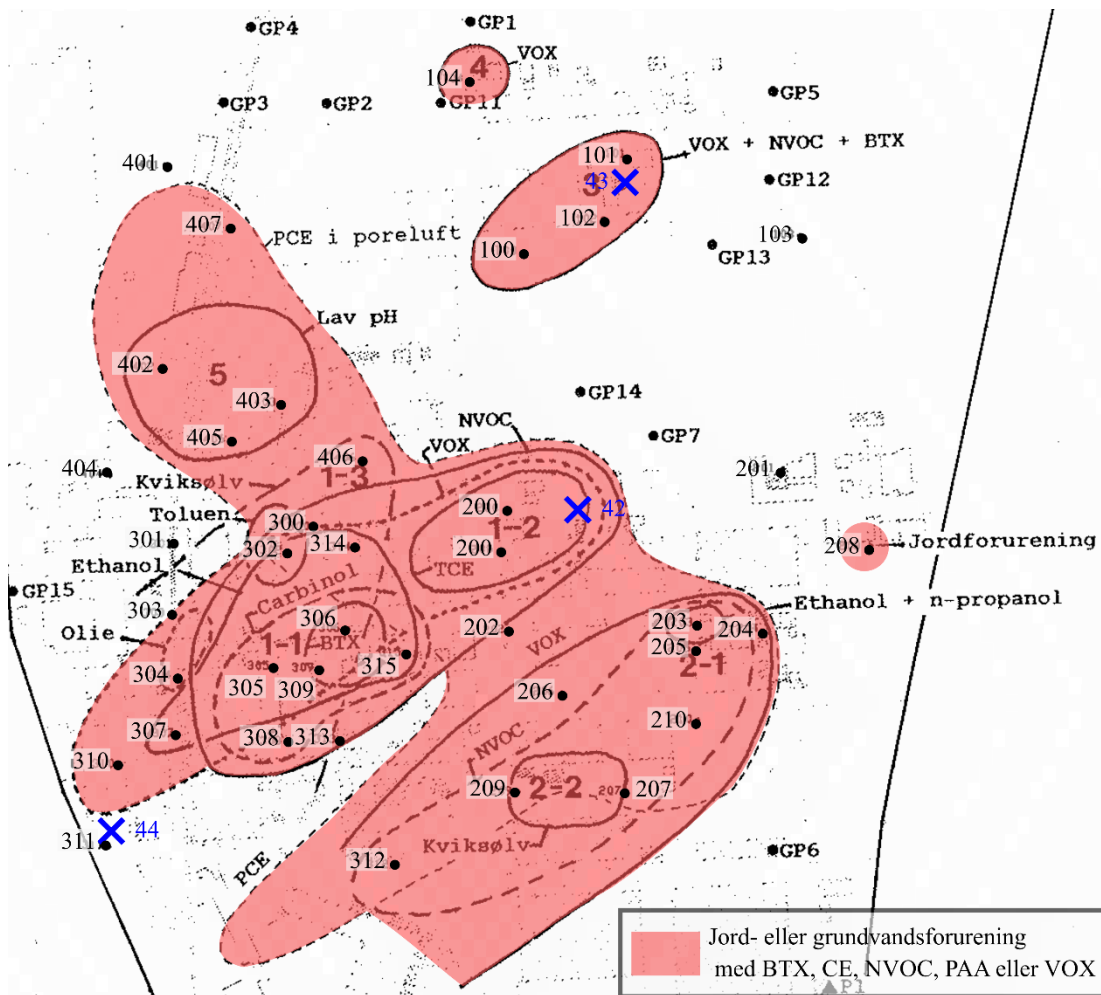 GP4
GP1
VOX
4
104
GP3
GP2
GP11
GP5
VOX + NVOC + BTX
401
101
3
43
GP12
407
102
PCE i poreluft
100
GP13
103
Lav pH
402
5
403
GP14
405
NVOC
GP7
VOX
404
406
201
Kviksølv
1-3
Toluen
200
42
300
1-2
301
302
314
200
208
Jordforurening
Ethanol
TCE
GP15
Carbinol
Ethanol + n-propanol
303
306
203
204
Olie
202
VOX
1-1
BTX
205
304
305
309
315
2-1
305
309
206
307
210
308
313
NVOC
310
209
2-2
207
207
44
311
Kviksølv
PCE
312
GP6
Jord- eller grundvandsforurening
med BTX, CE, NVOC, PAA eller VOX
P1